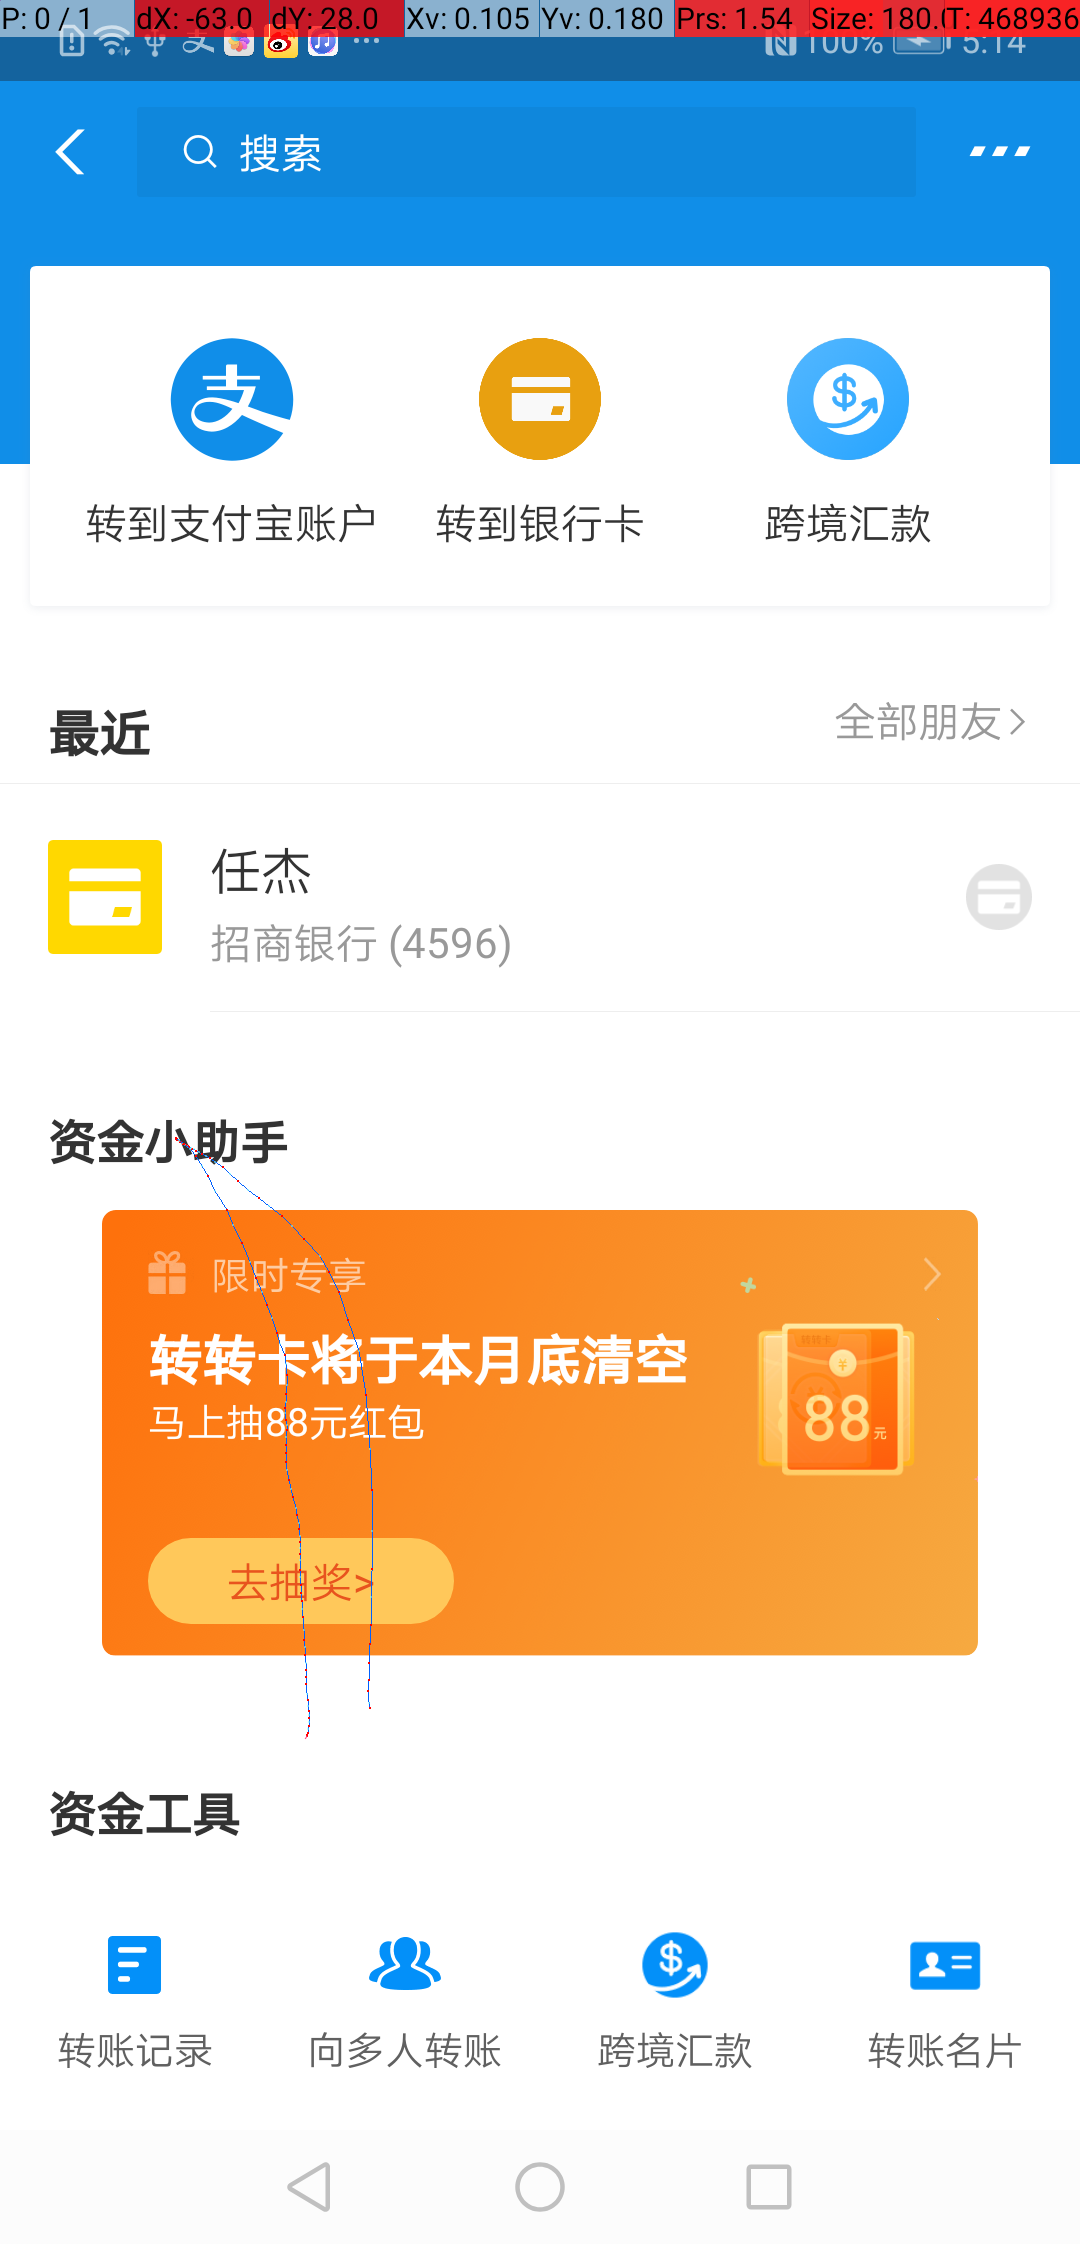 P: 0 / 1 dX: -63.0 dY: 28.0 Xv: 0.105 Yv: 0.180 Prs: 1.54 Size: 180.0 T: 468936
100% 5:14
搜索
转到支付宝账户 转到银行卡 跨境汇款
最近 全部朋友
任杰
招商银行 (4596)
资金小助手
限时专享
转转卡将于本月底清空
马上抽88元红包
¥
88元
去抽奖>
资金工具
转账记录 向多人转账 跨境汇款 转账名片